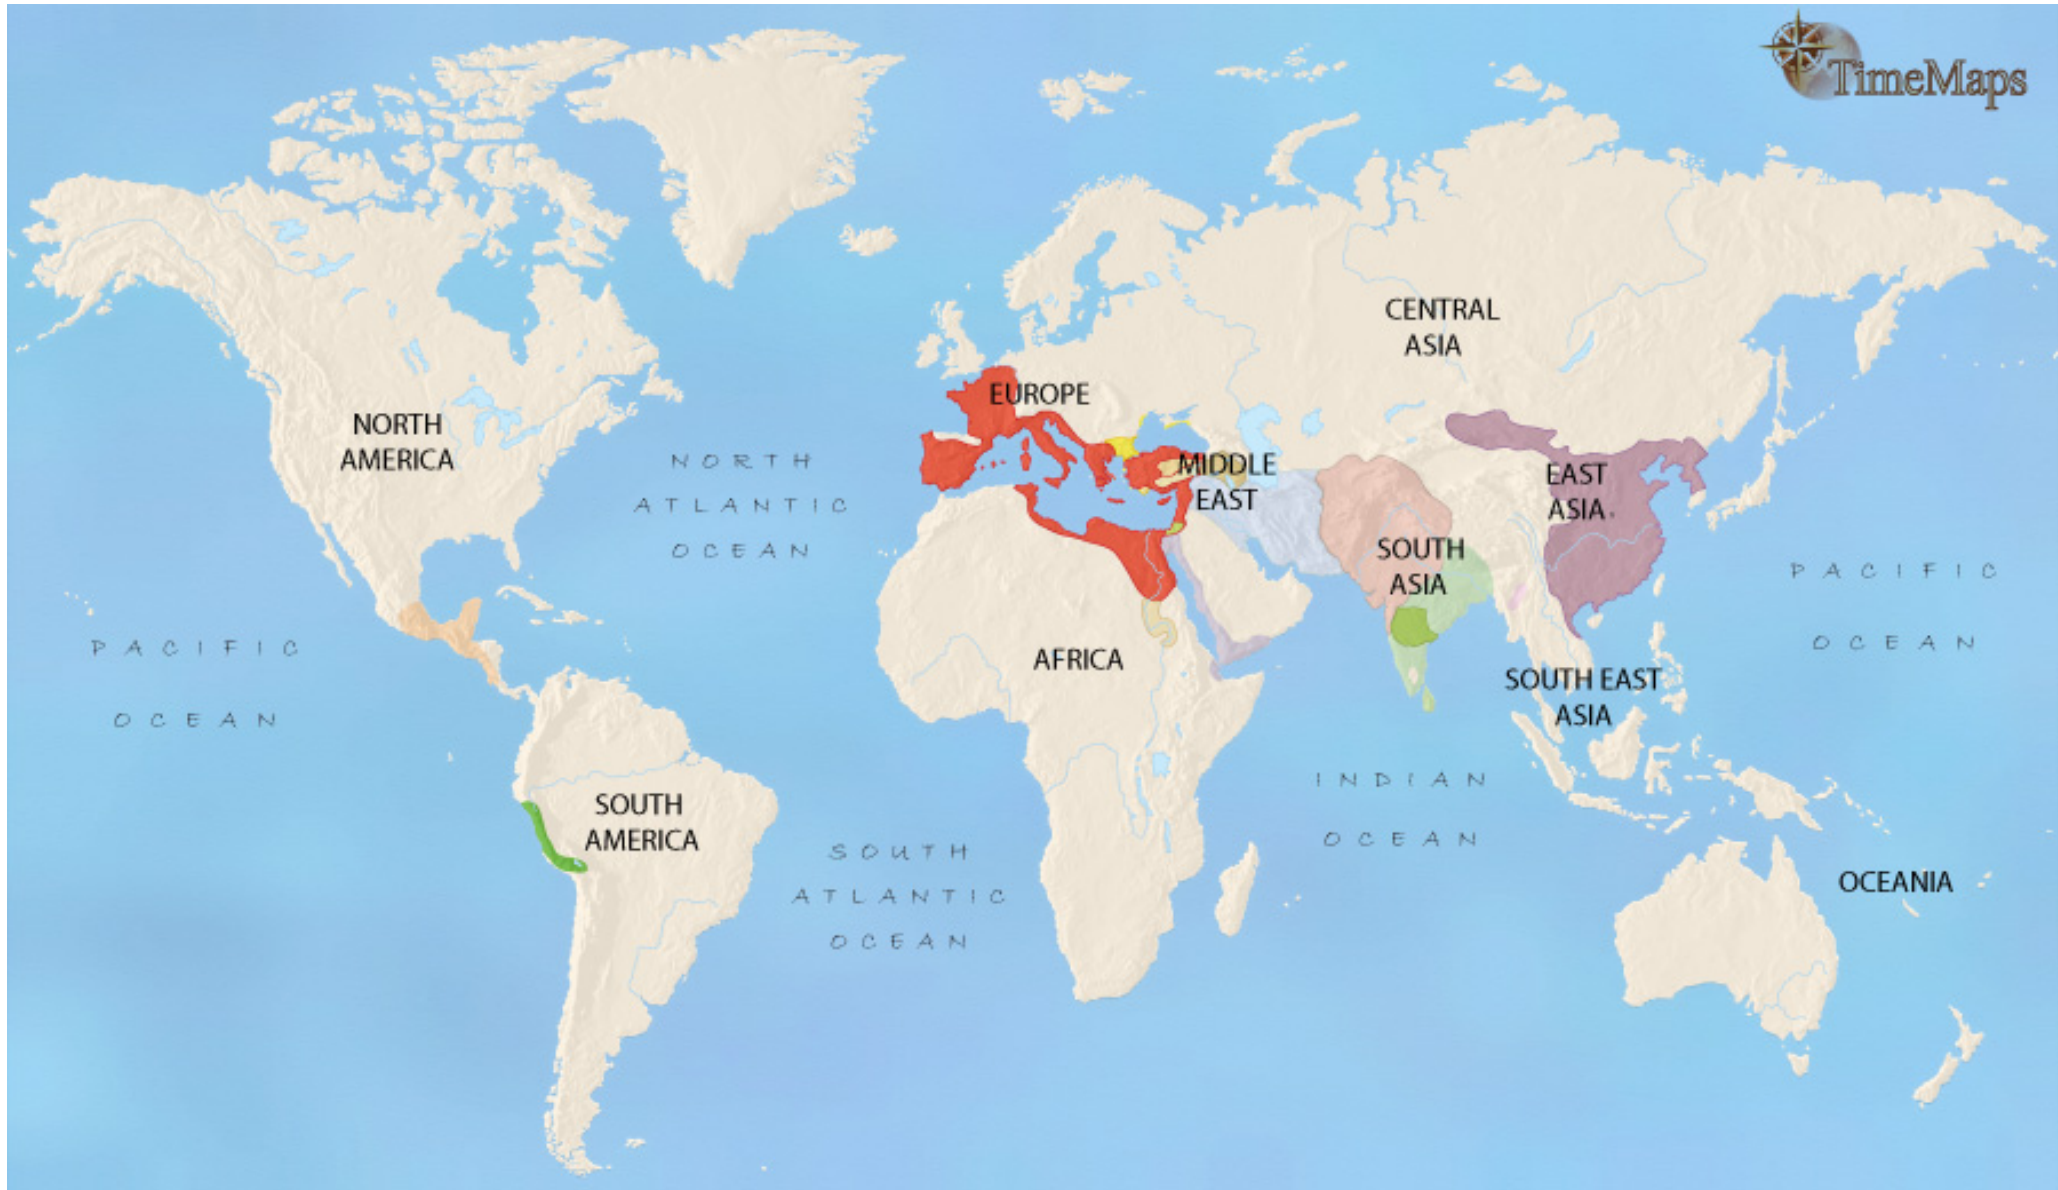 TimeMaps
CENTRAL
ASIA
EUROPE
NORTH
AMERICA
NORTH
ATLANTIC
OCEAN
MIDDLE
EAST
EAST
ASIA
SOUTH
ASIA
PACIFIC
OCEAN
PACIFIC
OCEAN
AFRICA
SOUTH EAST
ASIA
INDIAN
OCEAN
SOUTH
AMERICA
SOUTH
ATLANTIC
OCEAN
OCEANIA